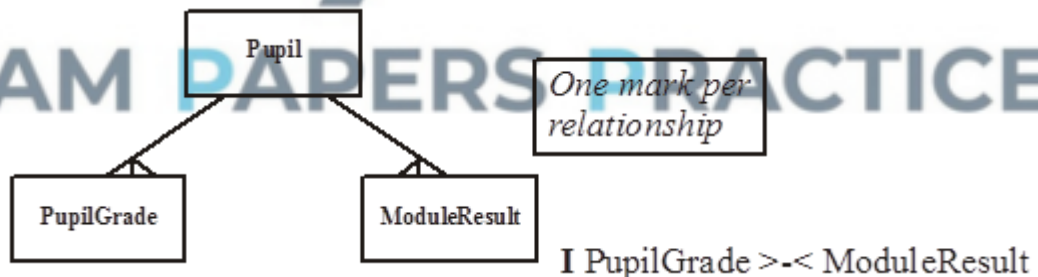 Pupil
AM PAPERS PRACTICE
One mark per
relationship
PupilGrade
ModuleResult
I PupilGrade >-< ModuleResult